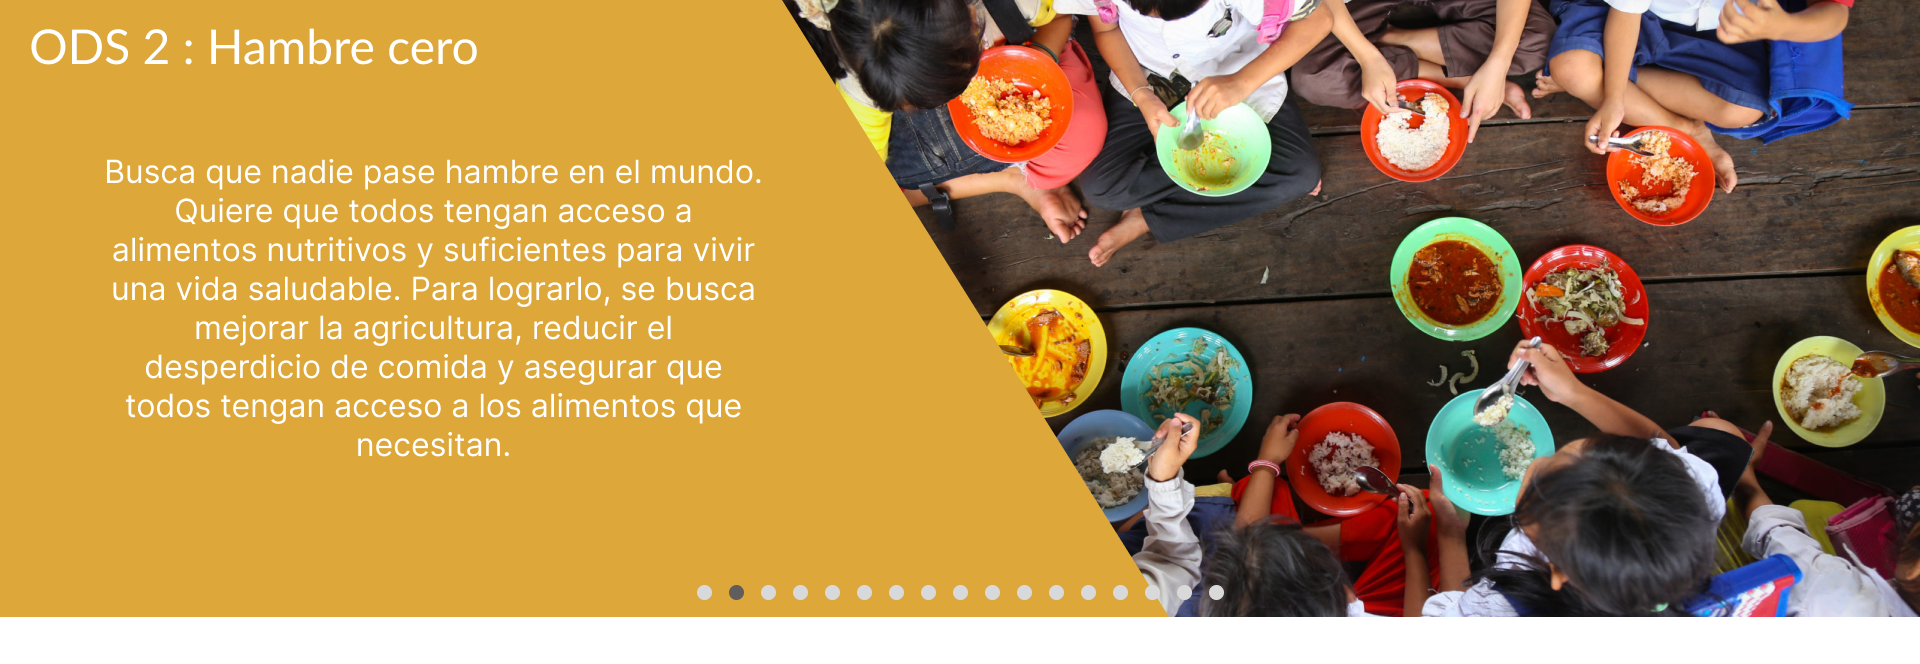 ODS 2 : Hambre cero
Busca que nadie pase hambre en el mundo.
Quiere que todos tengan acceso a
alimentos nutritivos y suficientes para vivir
una vida saludable. Para lograrlo, se busca
mejorar la agricultura, reducir el
desperdicio de comida y asegurar que
todos tengan acceso a los alimentos que
necesitan.